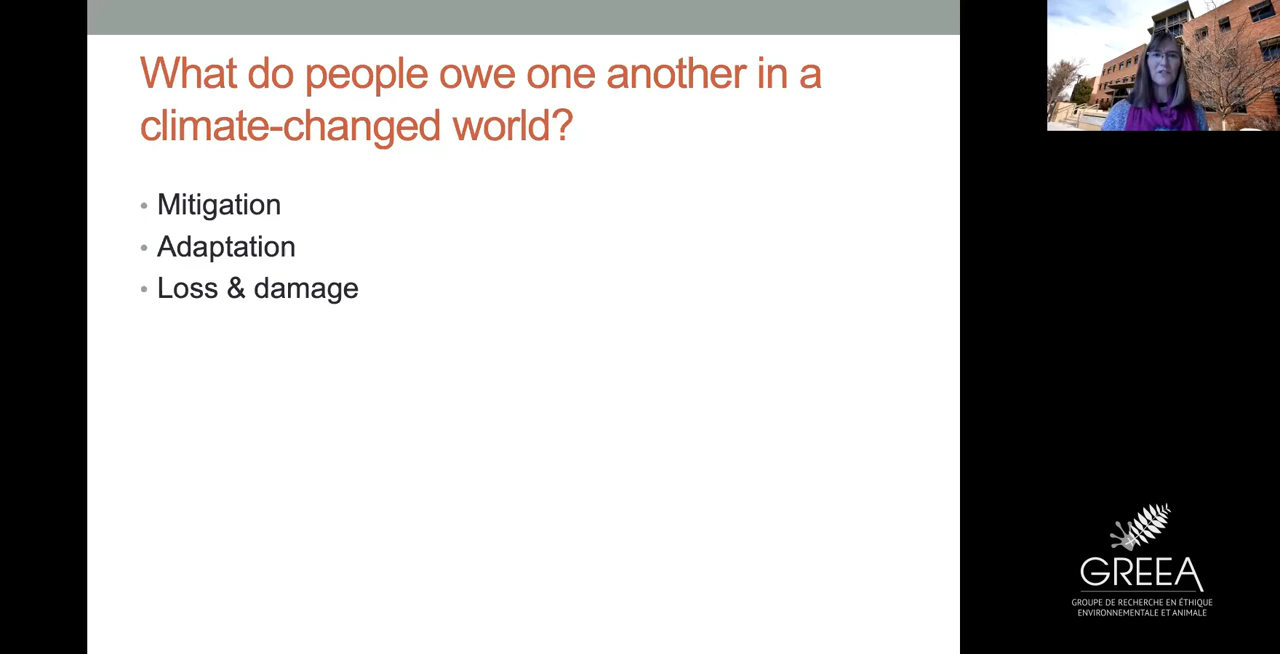 What do people owe one another in a
climate-changed world?
• Mitigation
• Adaptation
• Loss & damage
GREEA
GROUPE DE RECHERCHE EN ÉTHIQUE
ENVIRONNEMENTALE ET ANIMALE